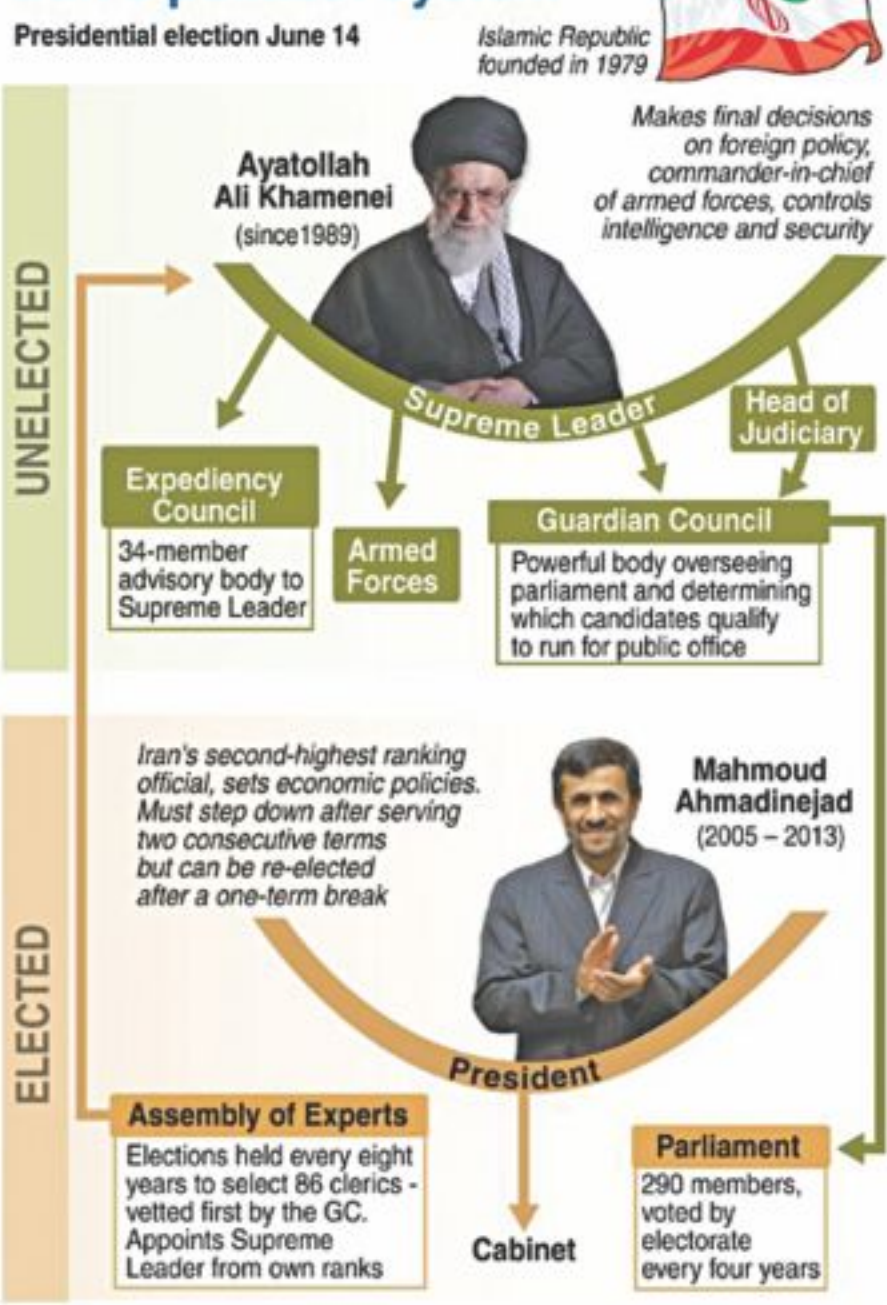 Presidential election June 14
Islamic Republic
founded in 1979
UNELECTED
Ayatollah
Ali Khamenei
(since1989)
Makes final decisions
on foreign policy,
commander-in-chief
of armed forces, controls
intelligence and security
Supreme Leader
Head of
Judiciary
Expediency
Council
34-member
advisory body to
Supreme Leader
Armed
Forces
Guardian Council
Powerful body overseeing
parliament and determining
which candidates qualify
to run for public office
ELECTED
Iran's second-highest ranking
official, sets economic policies.
Must step down after serving
two consecutive terms
but can be re-elected
after a one-term break
Mahmoud
Ahmadinejad
(2005 – 2013)
President
Assembly of Experts
Elections held every eight
years to select 86 clerics -
vetted first by the GC.
Appoints Supreme
Leader from own ranks
Cabinet
Parliament
290 members,
voted by
electorate
every four years